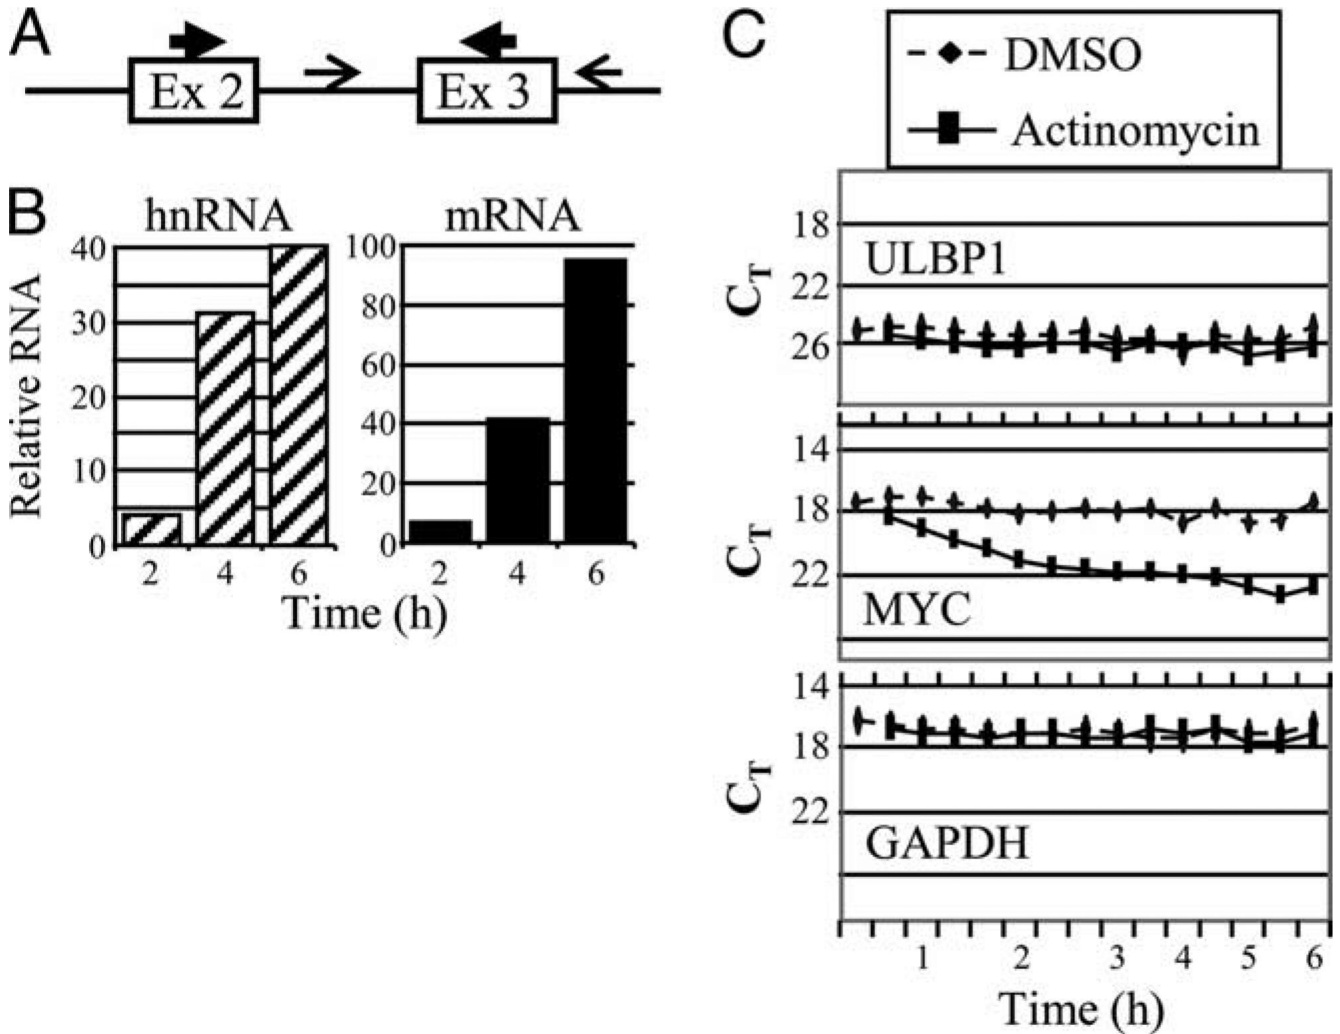 A
Ex 2
Ex 3
B
hnRNA
mRNA
Relative RNA
40
30
20
10
0
2
4
6
100
80
60
40
20
0
2
4
6
Time (h)
C
DMSO
Actinomycin
CT
18
22
26
ULBP1
CT
14
18
22
MYC
CT
14
18
22
GAPDH
1
2
3
4
5
6
Time (h)